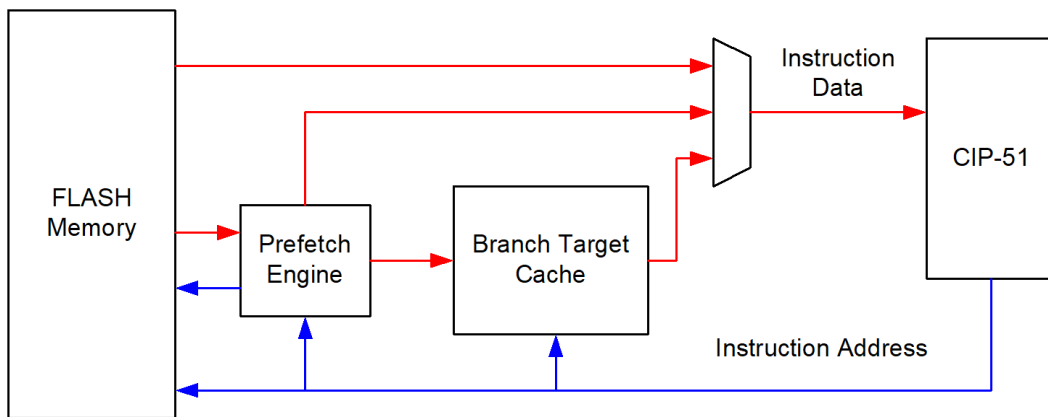 FLASH
Memory
Prefetch
Engine
Branch Target
Cache
Instruction
Data
CIP-51
Instruction Address